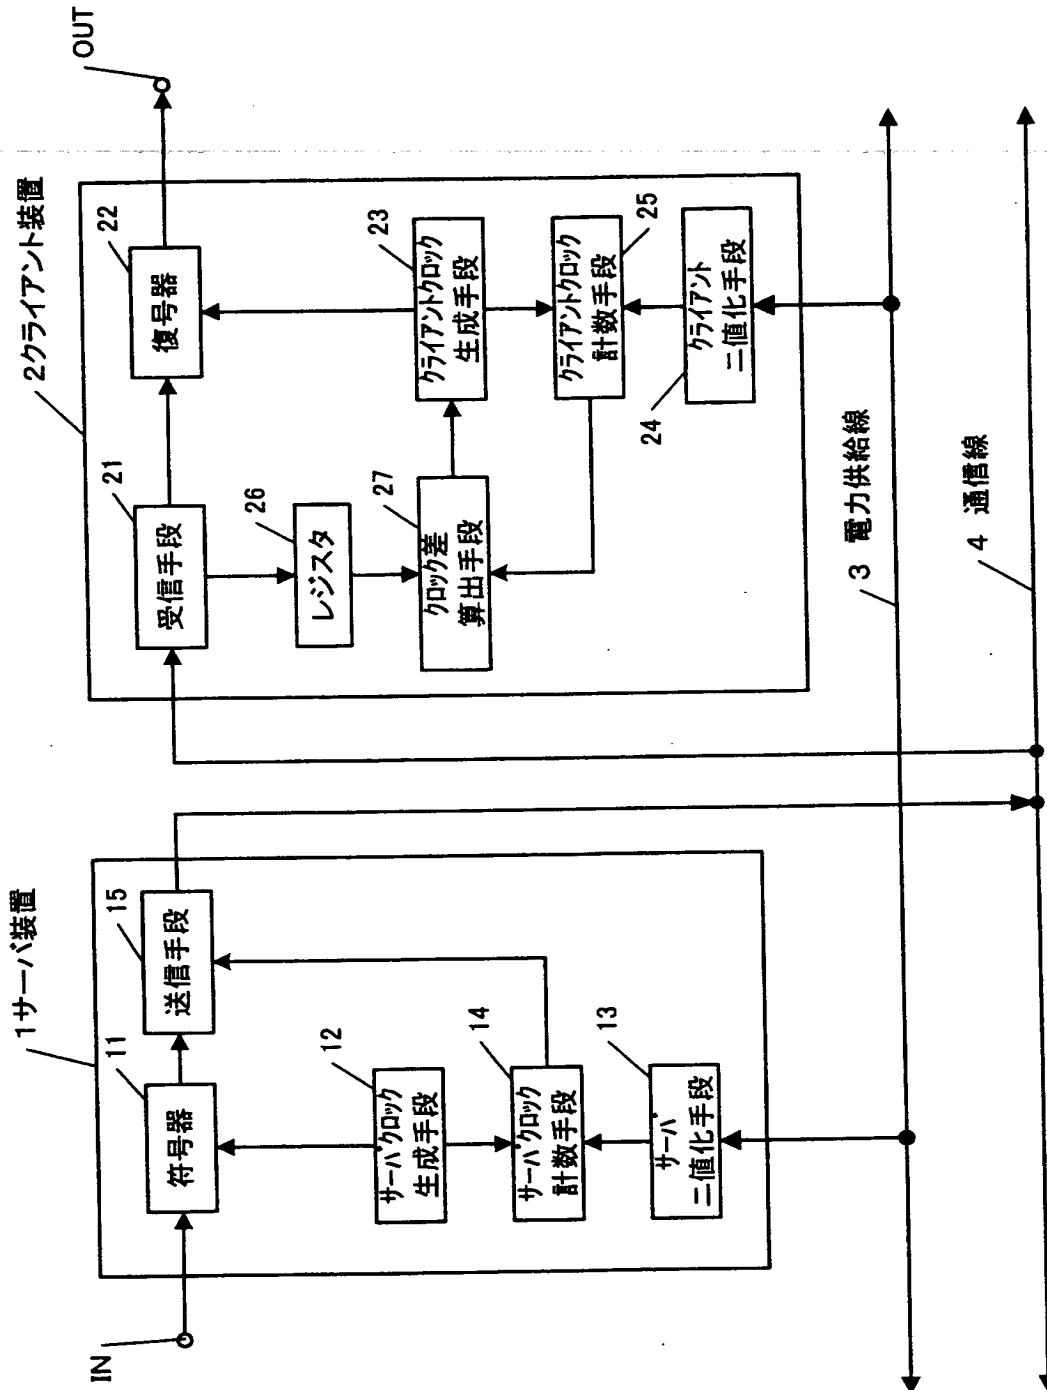 1サーバ装置
11
15
符号器
送信手段
12
サーバクロック
生成手段
14
サーバクロック
計数手段
13
サーバ
二値化手段
IN
2クライアント装置
21
22
受信手段
復号器
OUT
26
レジスタ
27
クロック差
算出手段
23
クライアントクロック
生成手段
25
クライアントクロック
計数手段
24
クライアント
二値化手段
3 電力供給線
4 通信線